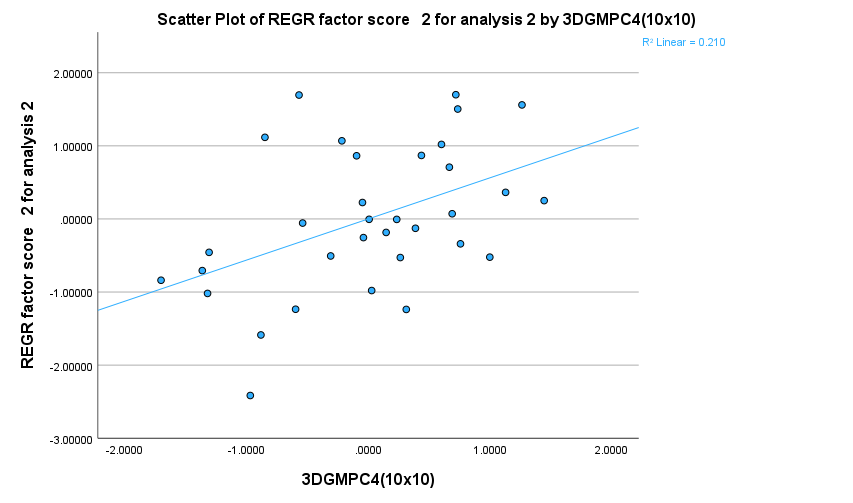 Scatter Plot of REGR factor score 2 for analysis 2 by 3DGMPC4(10x10)
R² Linear = 0.210
REGR factor score 2 for analysis 2
2.00000
1.00000
.00000
-1.00000
-2.00000
-3.00000
-2.0000 -1.0000 .0000 1.0000 2.0000
3DGMPC4(10x10)